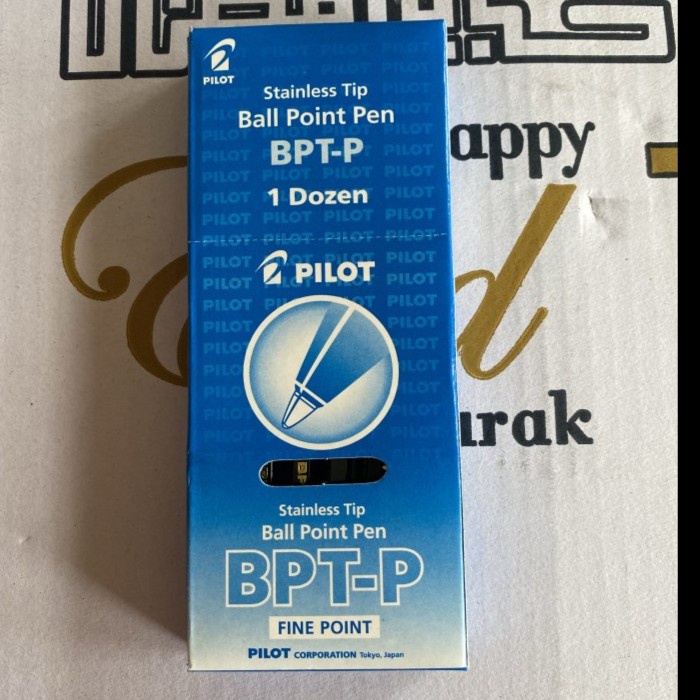 PILOT
Stainless Tip
Ball Point Pen
BPT-P
1 Dozen
appy
PILOT
d
arak
Stainless Tip
Ball Point Pen
BPT-P
FINE POINT
PILOT CORPORATION Tokyo, Japan